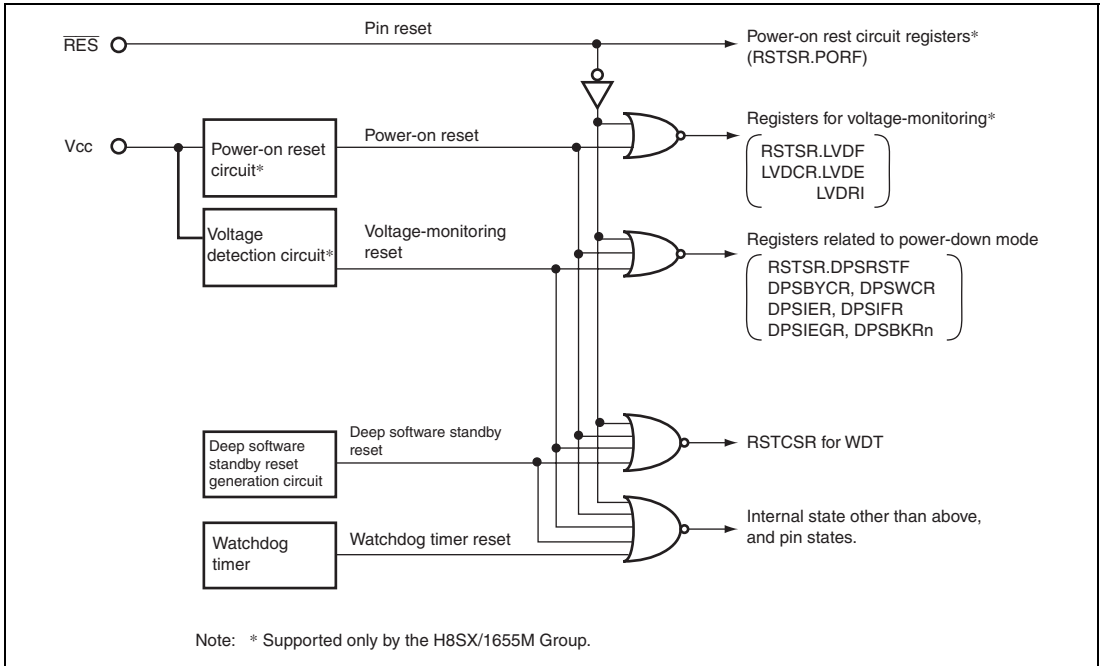 Pin reset
RES
Power-on rest circuit registers*
(RSTSR.PORF)
Vcc
Power-on reset
circuit*
Power-on reset
Registers for voltage-monitoring*
RSTSR.LVDF
LVDCR.LVDE
LVDRI
Voltage
detection circuit*
Voltage-monitoring
reset
Registers related to power-down mode
RSTSR.DPSRSTF
DPSBYCR, DPSWCR
DPSIER, DPSIFR
DPSIEGR, DPSBKRn
Deep software
standby reset
generation circuit
Deep software standby
reset
RSTCSR for WDT
Watchdog
timer
Watchdog timer reset
Internal state other than above,
and pin states.
Note: * Supported only by the H8SX/1655M Group.